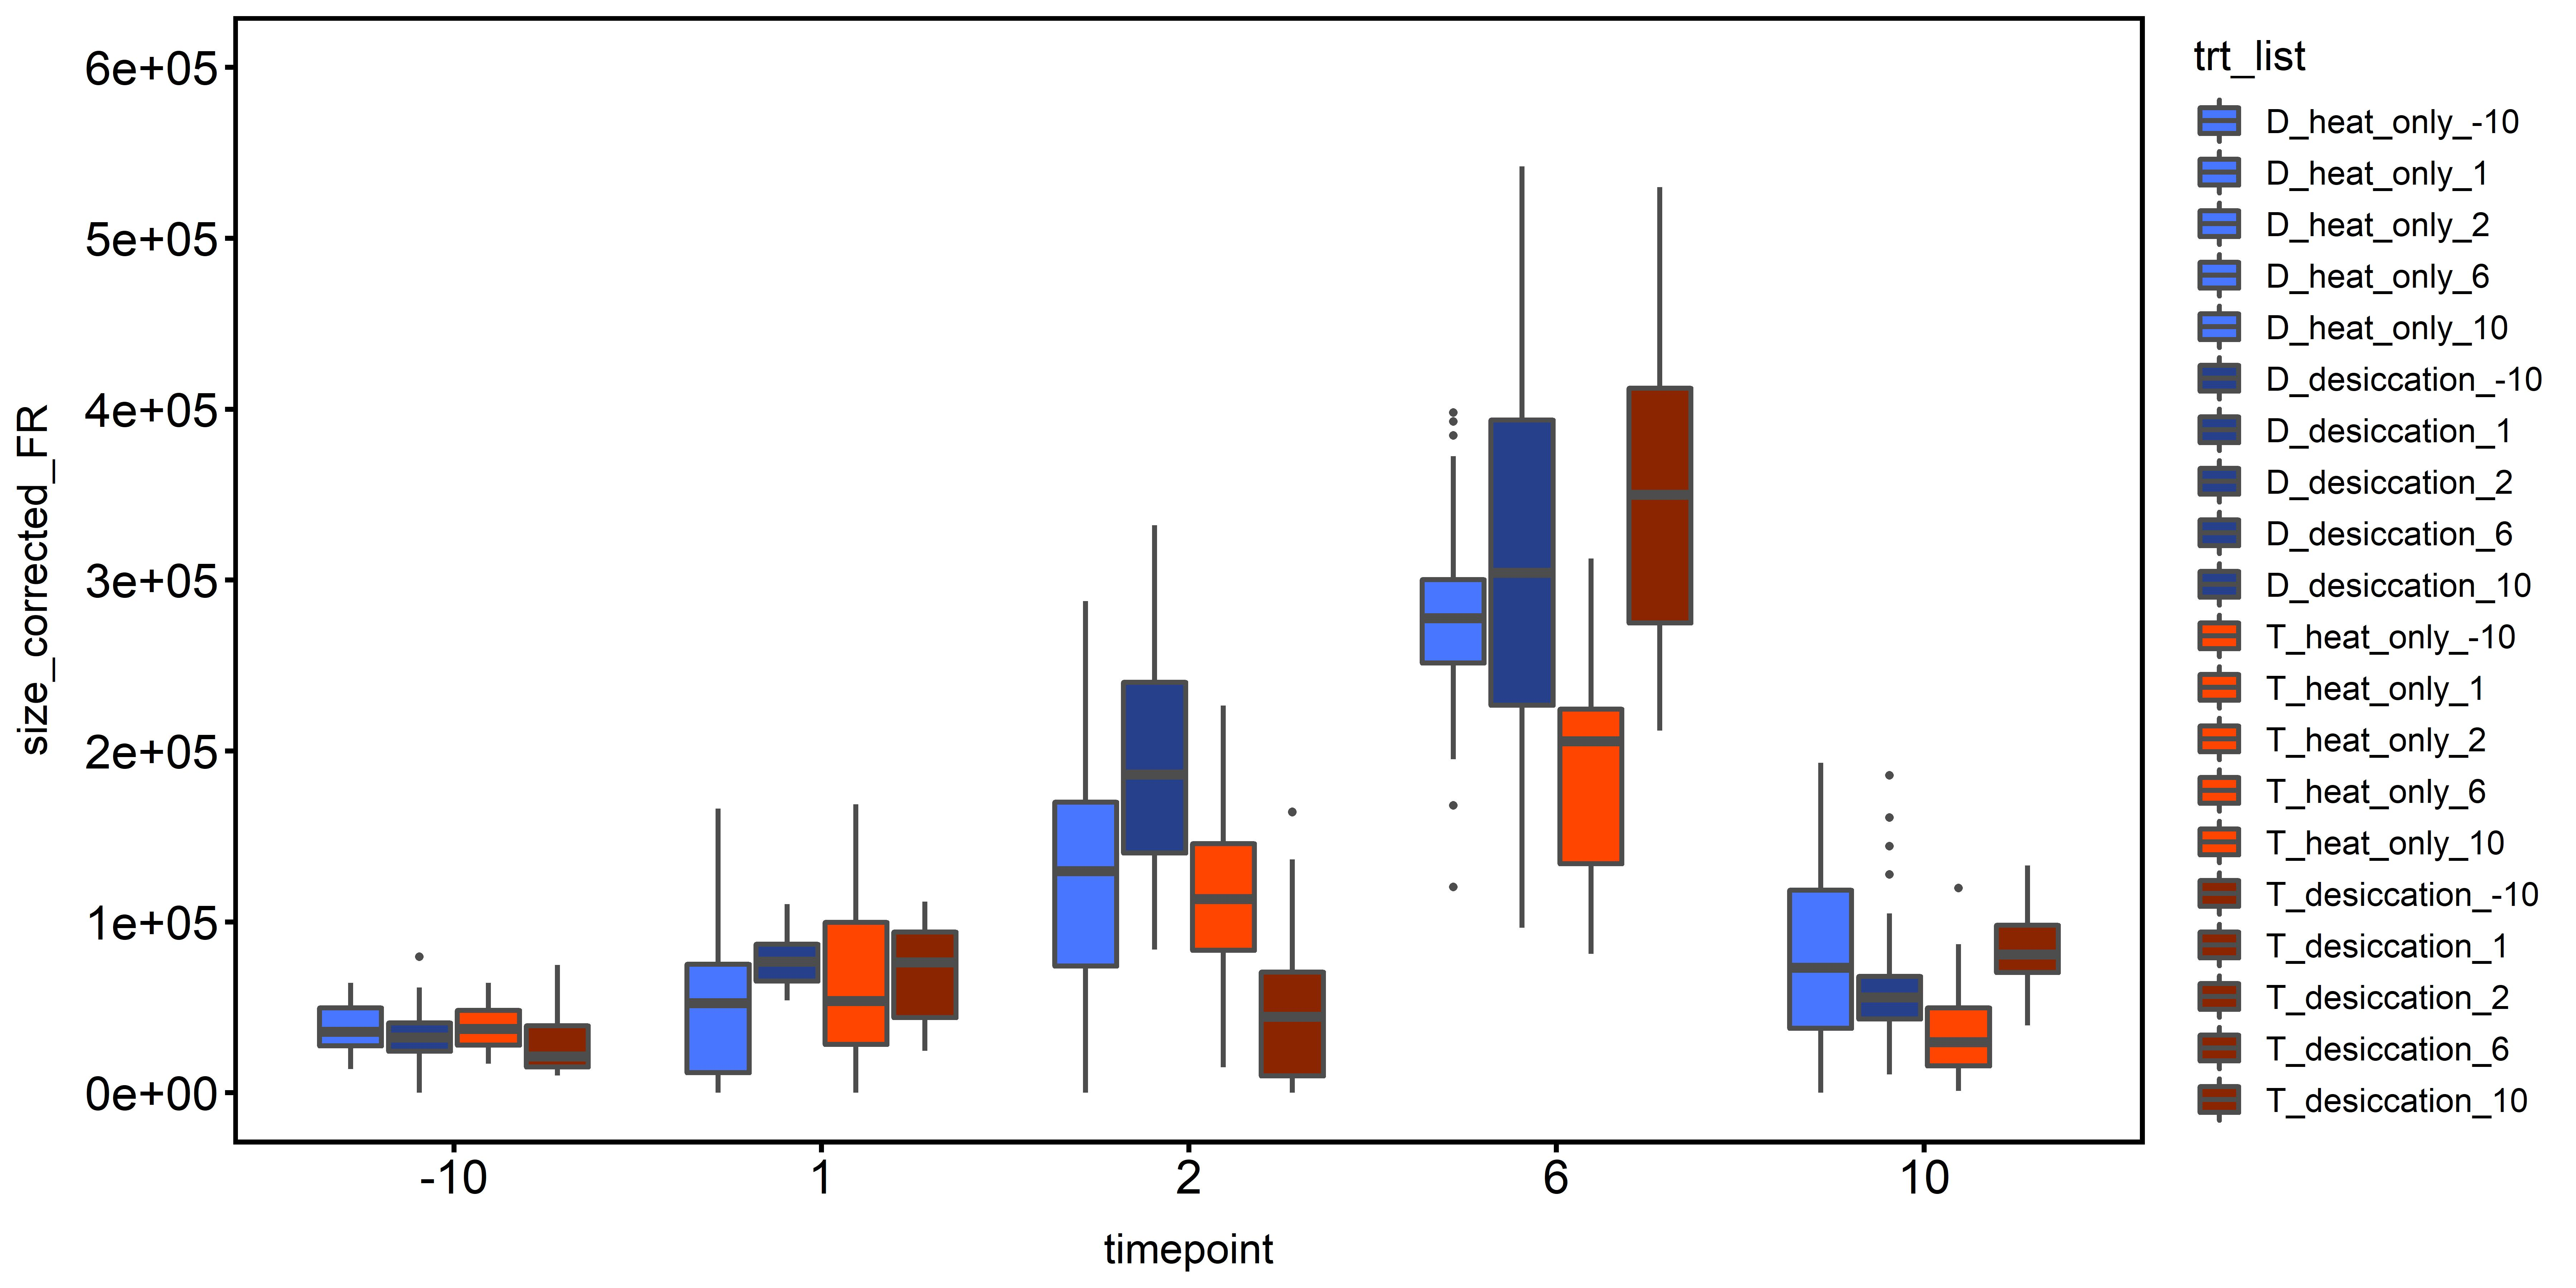 size_corrected_FR
6e+05
5e+05
4e+05
3e+05
2e+05
1e+05
0e+00
-10 1 2 6 10
timepoint
trt_list
D_heat_only_-10
D_heat_only_1
D_heat_only_2
D_heat_only_6
D_heat_only_10
D_desiccation_-10
D_desiccation_1
D_desiccation_2
D_desiccation_6
D_desiccation_10
T_heat_only_-10
T_heat_only_1
T_heat_only_2
T_heat_only_6
T_heat_only_10
T_desiccation_-10
T_desiccation_1
T_desiccation_2
T_desiccation_6
T_desiccation_10